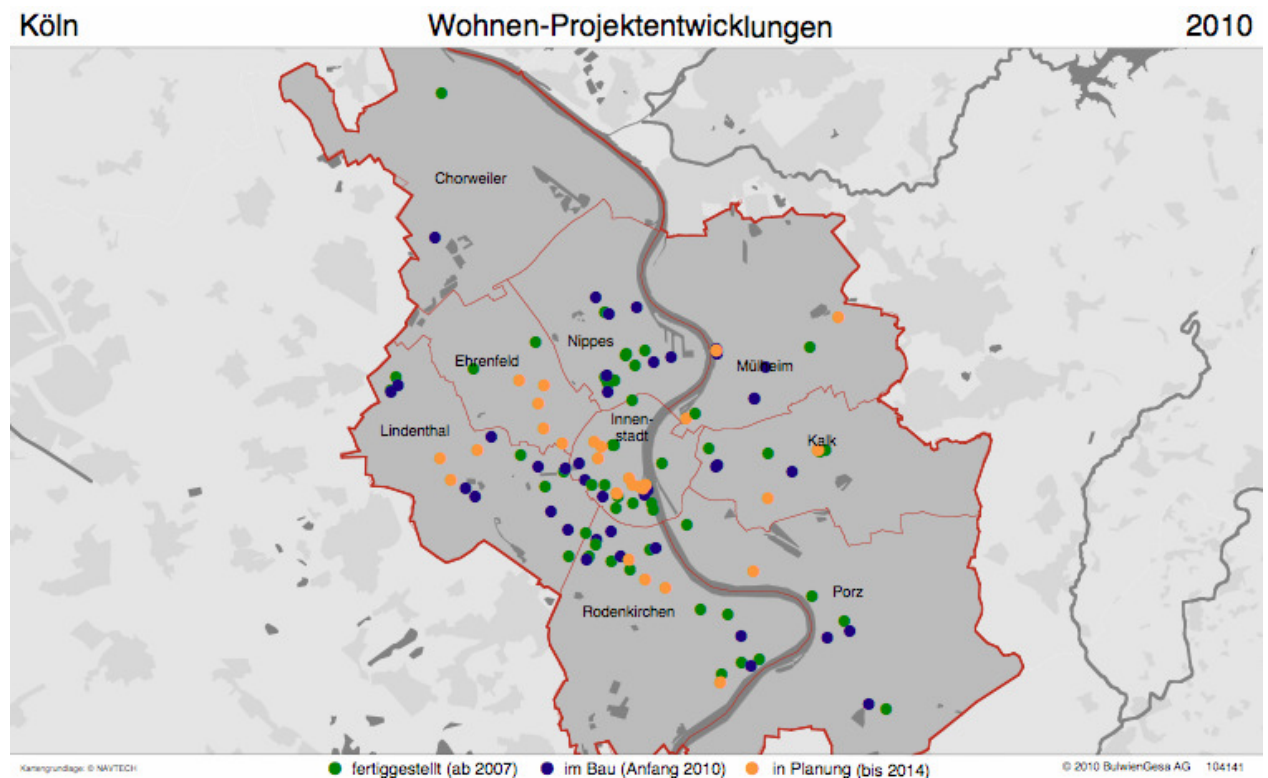 Köln Wohnen-Projektentwicklungen 2010
Chorweiler
Nippes
Ehrenfeld
Mülheim
Innen-
stadt
Lindenthal
Kalk
Porz
Rodenkirchen
Kartengrundlage: © NAVTECH
fertiggestellt (ab 2007) im Bau (Anfang 2010) in Planung (bis 2014)
© 2010 BulwienGesa AG 104141